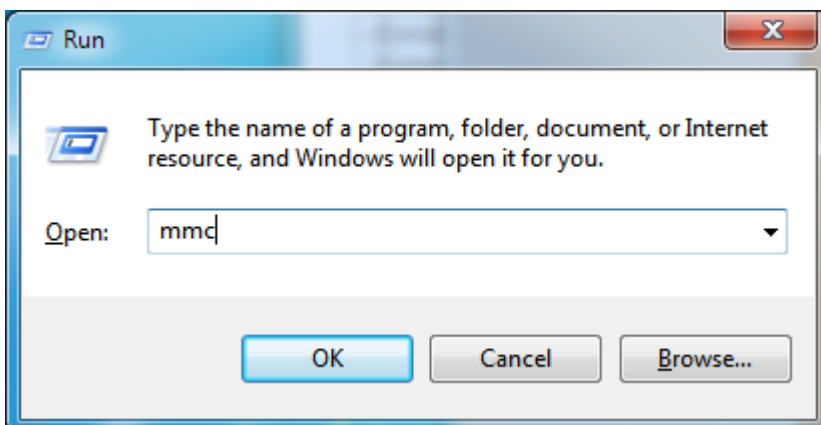 Run
Type the name of a program, folder, document, or Internet
resource, and Windows will open it for you.
Open: mmc
OK Cancel Browse...